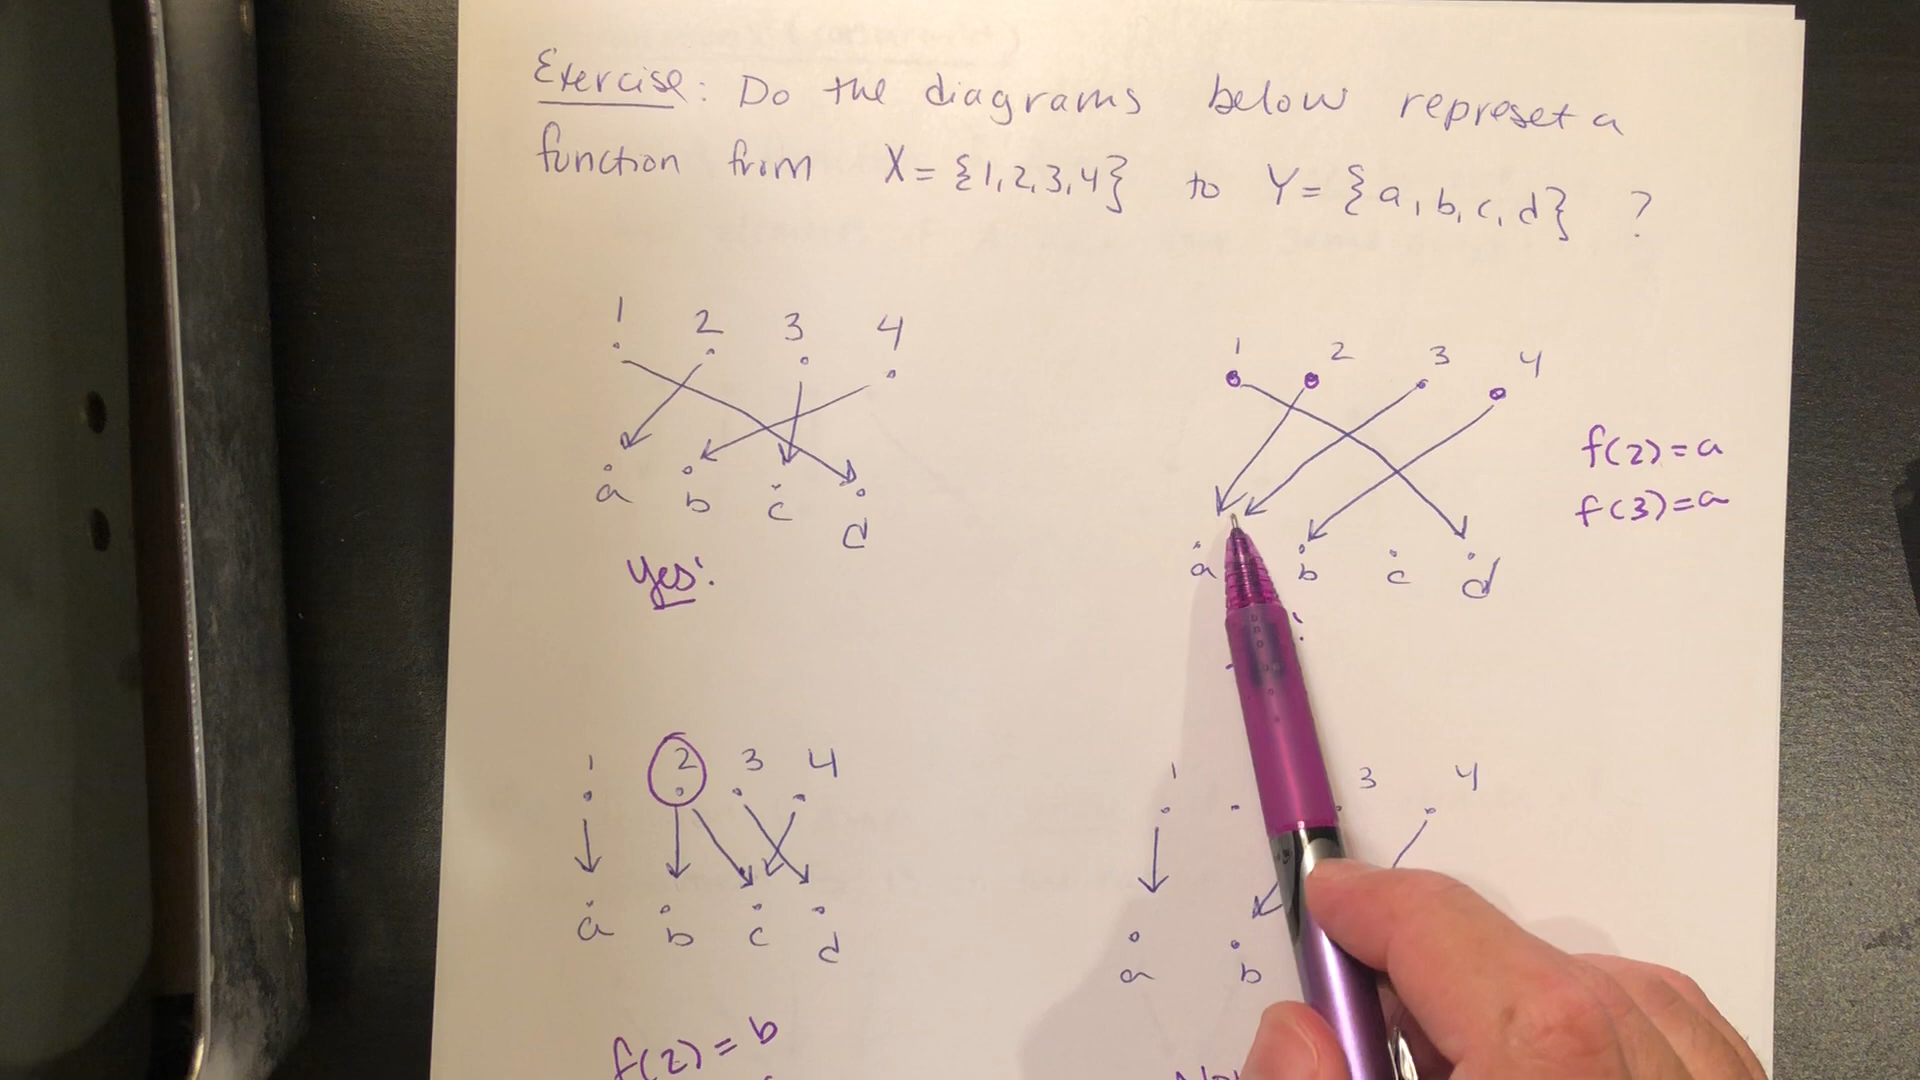 Exercise: Do the diagrams below represet a
function from X = {1,2,3,4} to Y = {a, b, c, d} ?
1 2 3 4
a b c d
Yes!
1 2 3 4
a b c d
f(2) = a
f(3) = a
1 2 3 4
a b c d
f(2) = b
1 3 4
a b